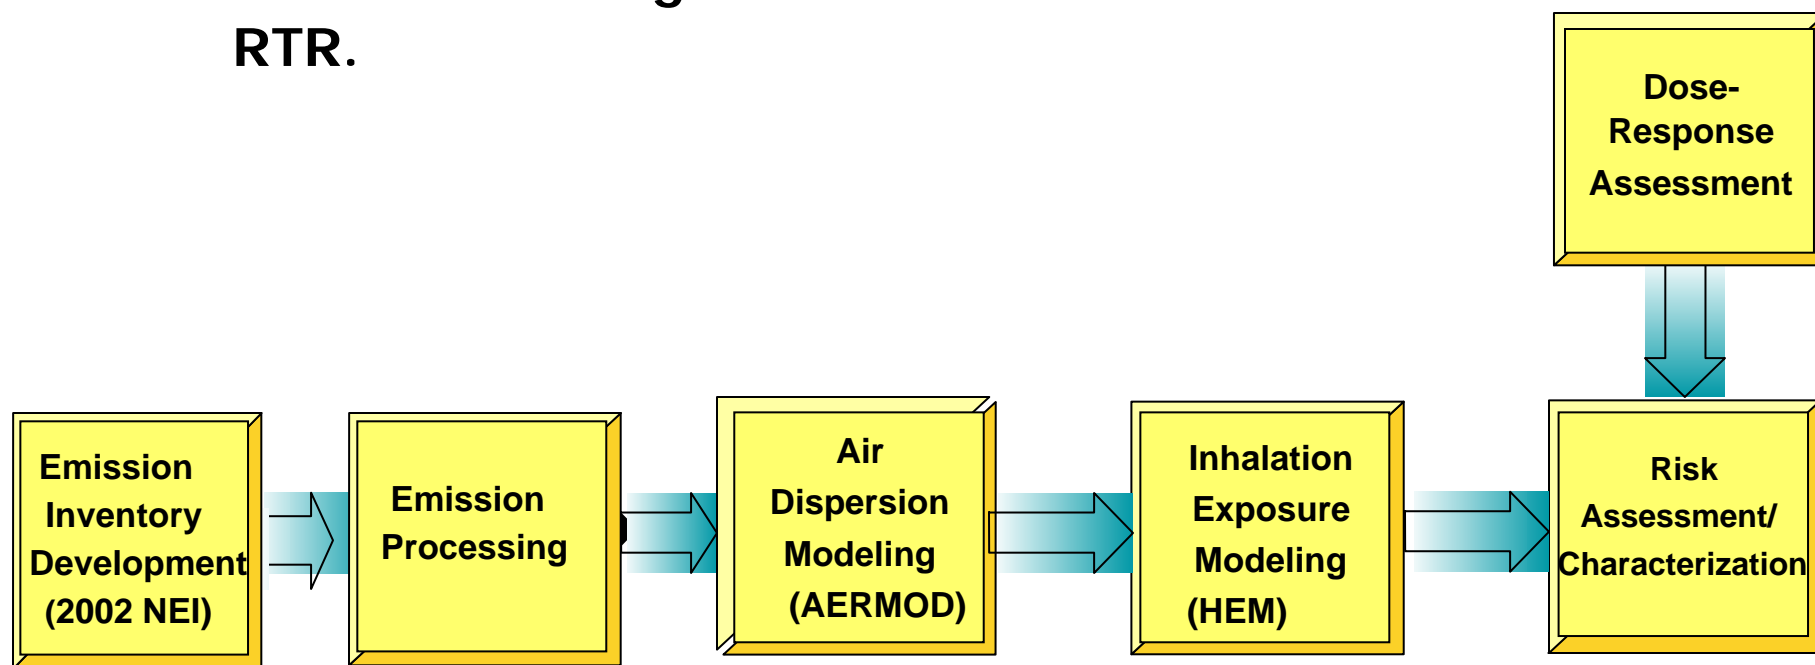 RTR.
Dose-
Response
Assessment
Emission
Inventory
Development
(2002 NEI)
Emission
Processing
Air
Dispersion
Modeling
(AERMOD)
Inhalation
Exposure
Modeling
(HEM)
Risk
Assessment/
Characterization